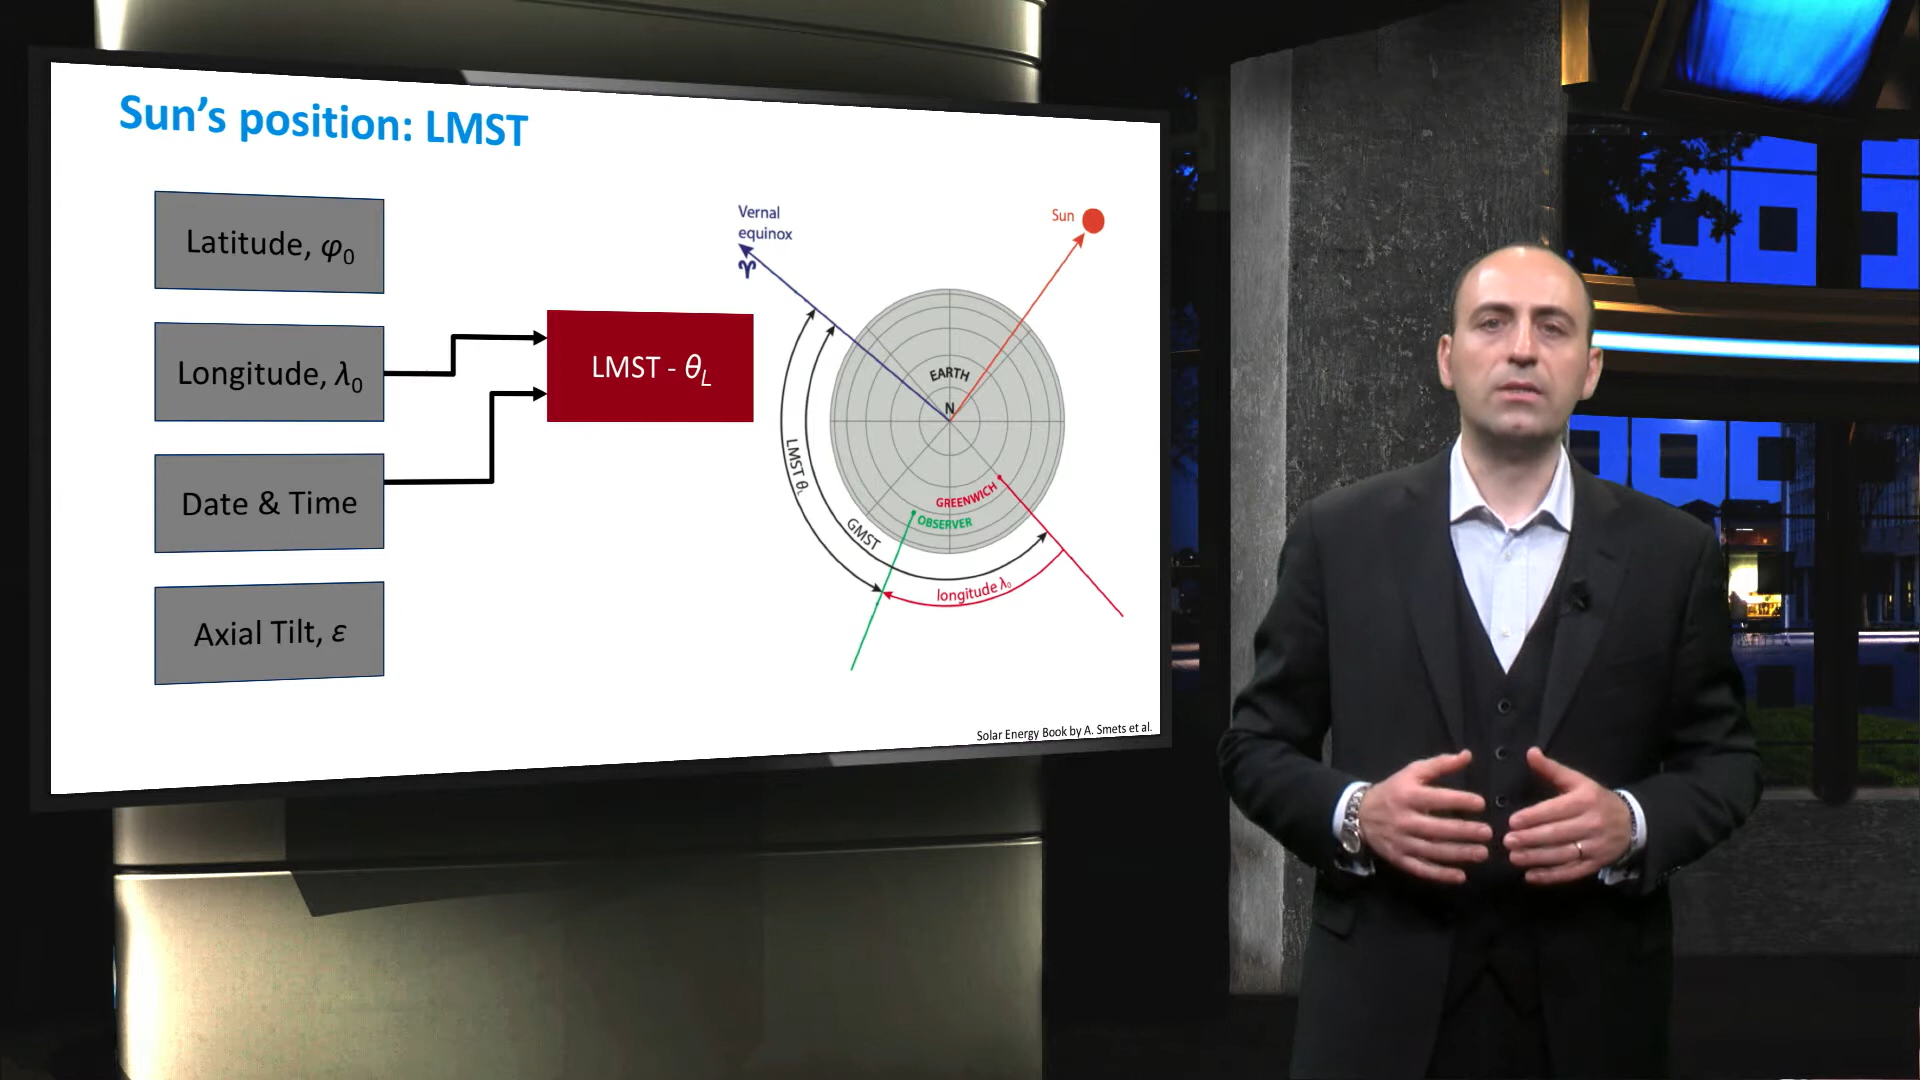 Sun's position: LMST
Latitude, φ₀
Longitude, λ₀
Date & Time
Axial Tilt, ε
LMST - θ_L
Vernal
equinox
♈
Sun
EARTH
N
GREENWICH
OBSERVER
LMST θ_L
GMST
longitude λ₀
Solar Energy Book by A. Smets et al.